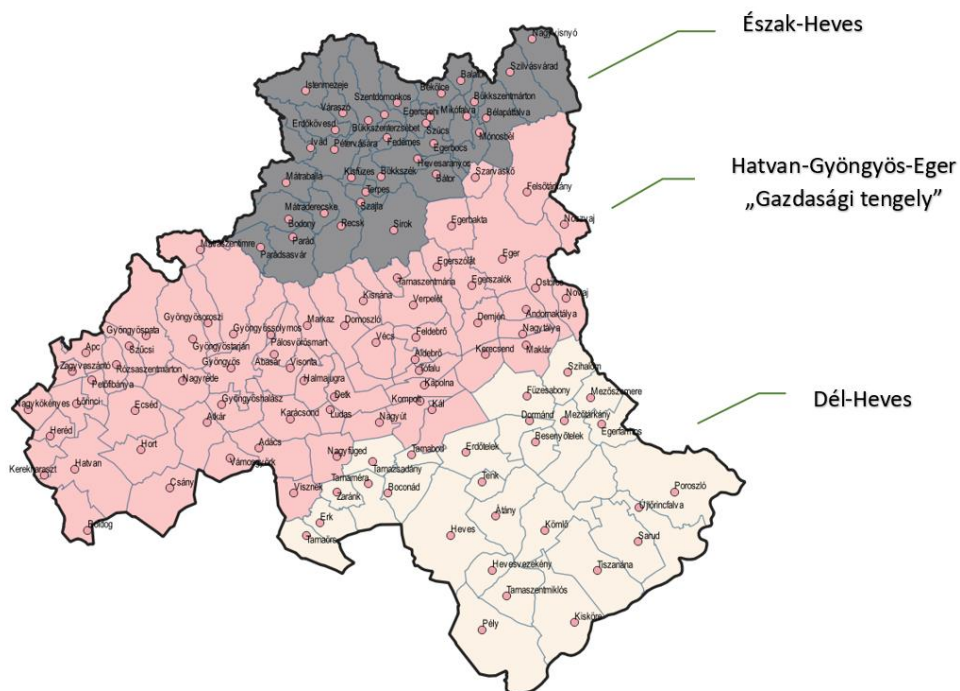 Észak-Heves
Hatvan-Gyöngyös-Eger
„Gazdasági tengely”
Dél-Heves
Nagyvisnyó
Szilvásvárad
Balaton
Bekölce
Istenmezeje
Szentdomonkos
Bükkszentmárton
Váraszó
Egercsehi
Mikófalva
Bélapátfalva
Erdőkövesd
Bükkszenterzsébet
Szúcs
Mónosbél
Ivád
Pétervására
Fedémes
Egerbocs
Hevesaranyos
Mátraballa
Kisfüzes
Bükkszék
Bátor
Szarvaskő
Felsőtárkány
Terpes
Mátraderecske
Szajla
Bodony
Recsk
Sirok
Egerbakta
Noszvaj
Parád
Mátraszentimre
Parádsasvár
Egerszólát
Eger
Tarnaszentmária
Egerszalók
Ostoros
Kisnána
Verpelét
Novaj
Gyöngyösoroszi
Markaz
Domoszló
Demjén
Andornaktálya
Gyöngyöspata
Gyöngyössolymos
Feldebrő
Nagytálya
Szűcsi
Gyöngyöstarján
Pálosvörösmart
Vécs
Kerecsend
Maklár
Apc
Abasár
Visonta
Aldebrő
Szihalom
Zagyvaszántó
Rózsaszentmárton
Gyöngyös
Tófalu
Petőfibánya
Nagyréde
Halmajugra
Kápolna
Füzesabony
Mezőszemere
Nagykökényes
Lőrinci
Ecséd
Gyöngyöshalász
Detk
Kompolt
Kál
Atkár
Karácsond
Ludas
Nagyút
Dormánd
Mezőtárkány
Egerfarmos
Heréd
Hort
Adács
Nagyfüged
Tarnabod
Erdőtelek
Besenyőtelek
Kerekharaszt
Hatvan
Vámosgyörk
Tarnazsadány
Csány
Visznek
Tarnaméra
Zaránk
Boconád
Tenk
Poroszló
Boldog
Erk
Átány
Újlőrincfalva
Tarnaörs
Heves
Kömlő
Sarud
Hevesvezekény
Tiszanána
Tarnaszentmiklós
Pély
Kisköre